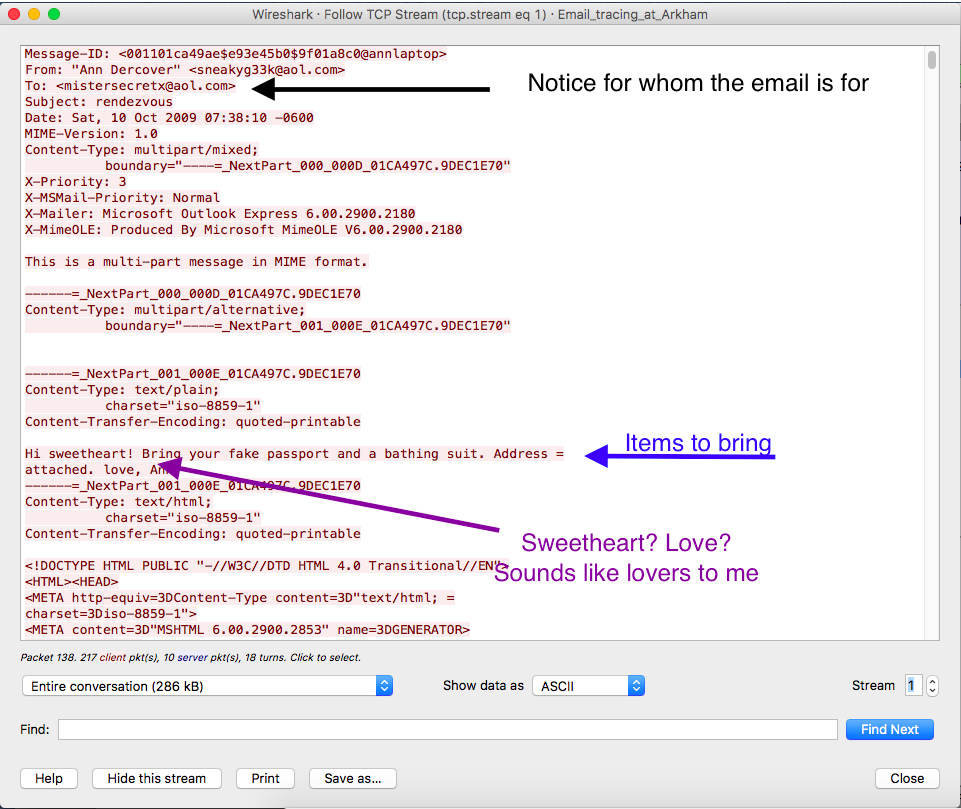 Wireshark · Follow TCP Stream (tcp.stream eq 1) · Email_tracing_at_Arkham
Message-ID: <001101ca49ae$e93e45b0$9f01a8c0@annlaptop>
From: "Ann Dercover" <sneakyg33k@aol.com>
To: <mistersecretx@aol.com>
Notice for whom the email is for
Subject: rendezvous
Date: Sat, 10 Oct 2009 07:38:10 -0600
MIME-Version: 1.0
Content-Type: multipart/mixed;
boundary="----=_NextPart_000_000D_01CA497C.9DEC1E70"
X-Priority: 3
X-MSMail-Priority: Normal
X-Mailer: Microsoft Outlook Express 6.00.2900.2180
X-MimeOLE: Produced By Microsoft MimeOLE V6.00.2900.2180
This is a multi-part message in MIME format.
------=_NextPart_000_000D_01CA497C.9DEC1E70
Content-Type: multipart/alternative;
boundary="----=_NextPart_001_000E_01CA497C.9DEC1E70"
------=_NextPart_001_000E_01CA497C.9DEC1E70
Content-Type: text/plain;
charset="iso-8859-1"
Content-Transfer-Encoding: quoted-printable
Items to bring
Hi sweetheart! Bring your fake passport and a bathing suit. Address =
attached. love, Ann
------=_NextPart_001_000E_01CA497C.9DEC1E70
Content-Type: text/html;
charset="iso-8859-1"
Content-Transfer-Encoding: quoted-printable
Sweetheart? Love?
Sounds like lovers to me
<!DOCTYPE HTML PUBLIC "-//W3C//DTD HTML 4.0 Transitional//EN">
<HTML><HEAD>
<META http-equiv=3DContent-Type content=3D"text/html; =
charset=3Diso-8859-1">
<META content=3D"MSHTML 6.00.2900.2853" name=3DGENERATOR>
Packet 138. 217 client pkt(s), 10 server pkt(s), 18 turns. Click to select.
Entire conversation (286 kB)
Show data as
ASCII
Stream
1
Find:
Find Next
Help
Hide this stream
Print
Save as...
Close